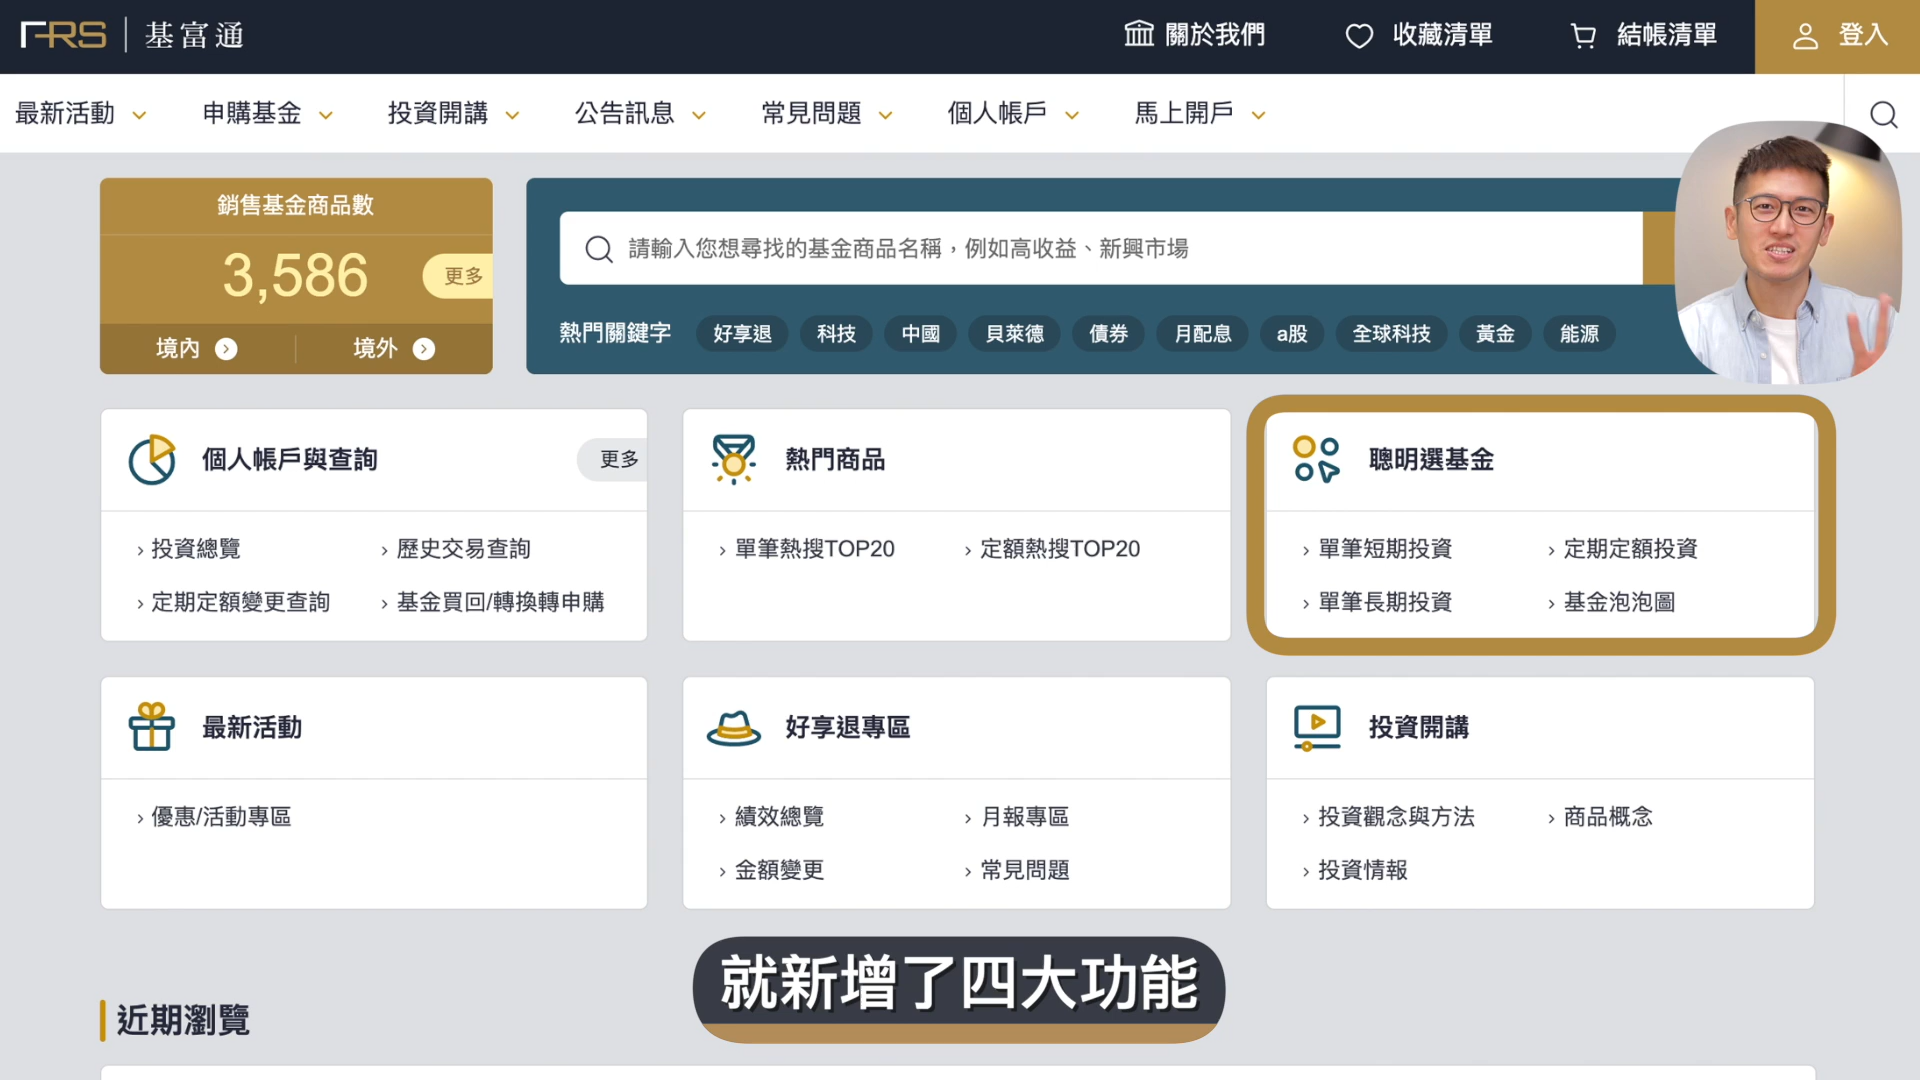 FRS 基富通
關於我們
收藏清單
結帳清單
登入
最新活動
申購基金
投資開講
公告訊息
常見問題
個人帳戶
馬上開戶
銷售基金商品數
3,586
更多
境內
境外
請輸入您想尋找的基金商品名稱，例如高收益、新興市場
熱門關鍵字
好享退
科技
中國
貝萊德
債券
月配息
a股
全球科技
黃金
能源
個人帳戶與查詢
更多
投資總覽
歷史交易查詢
定期定額變更查詢
基金買回/轉換轉申購
熱門商品
單筆熱搜TOP20
定額熱搜TOP20
聰明選基金
單筆短期投資
定期定額投資
單筆長期投資
基金泡泡圖
最新活動
優惠/活動專區
好享退專區
績效總覽
月報專區
金額變更
常見問題
投資開講
投資觀念與方法
商品概念
投資情報
就新增了四大功能
近期瀏覽